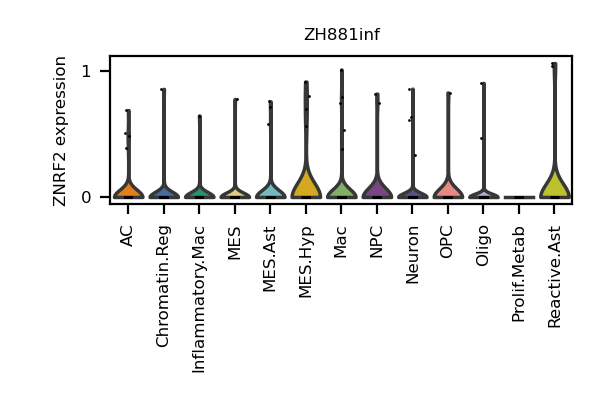 ZH881inf
ZNRF2 expression
1
0
AC
Chromatin.Reg
Inflammatory.Mac
MES
MES.Ast
MES.Hyp
Mac
NPC
Neuron
OPC
Oligo
Prolif.Metab
Reactive.Ast